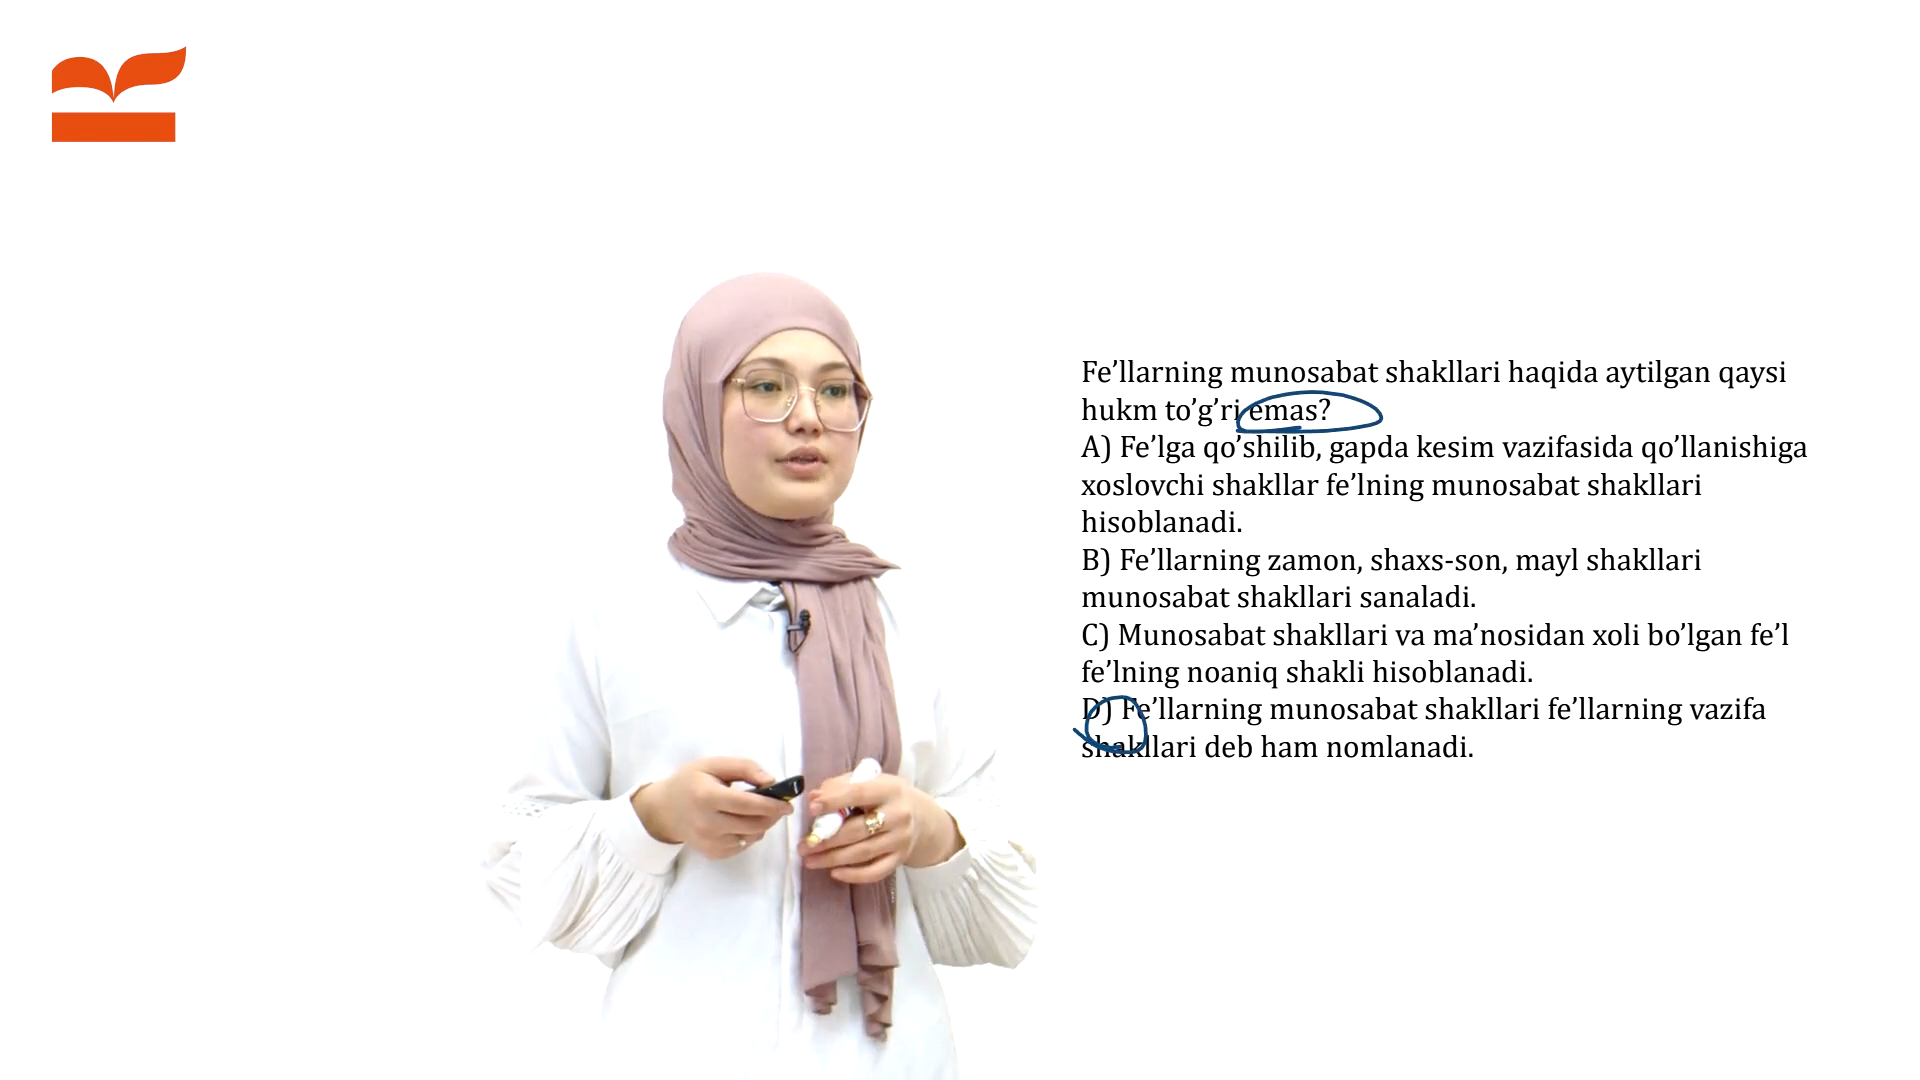 Fe’llarning munosabat shakllari haqida aytilgan qaysi
hukm to’g’ri emas?
A) Fe’lga qo’shilib, gapda kesim vazifasida qo’llanishiga
xoslovchi shakllar fe’lning munosabat shakllari
hisoblanadi.
B) Fe’llarning zamon, shaxs-son, mayl shakllari
munosabat shakllari sanaladi.
C) Munosabat shakllari va ma’nosidan xoli bo’lgan fe’l
fe’lning noaniq shakli hisoblanadi.
D) Fe’llarning munosabat shakllari fe’llarning vazifa
shakllari deb ham nomlanadi.